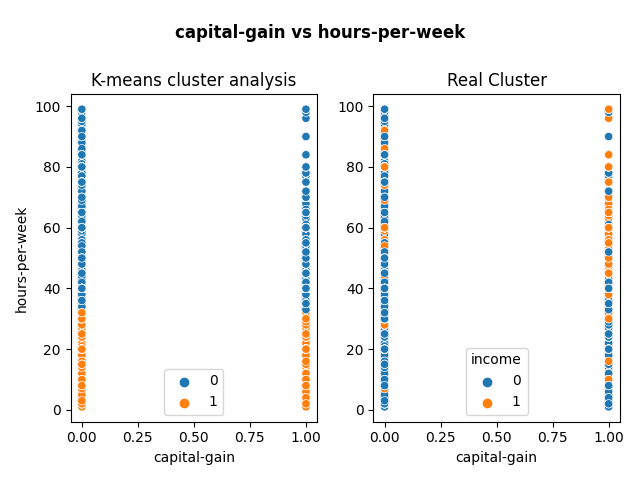 capital-gain vs hours-per-week
K-means cluster analysis
100
80
60
40
20
0
hours-per-week
0
1
0.00 0.25 0.50 0.75 1.00
capital-gain
Real Cluster
100
80
60
40
20
0
income
0
1
0.00 0.25 0.50 0.75 1.00
capital-gain